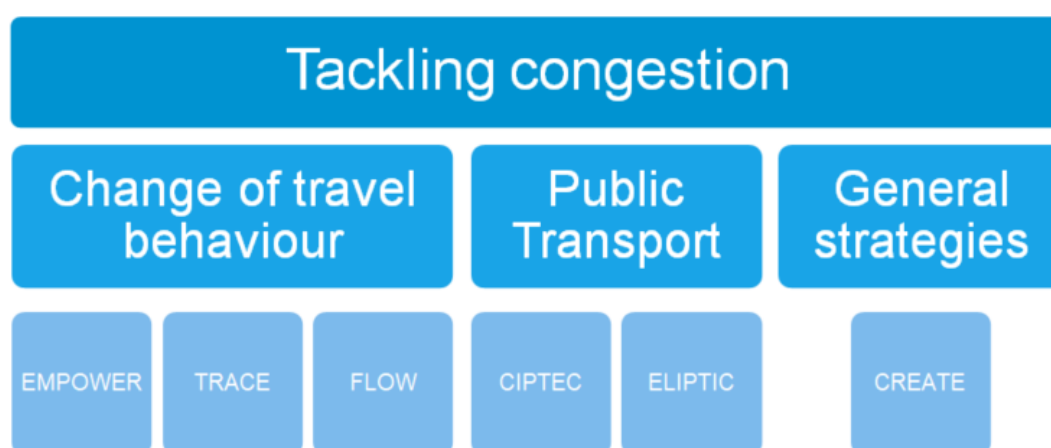 Tackling congestion
Change of travel
behaviour
Public
Transport
General
strategies
EMPOWER
TRACE
FLOW
CIPTEC
ELIPTIC
CREATE